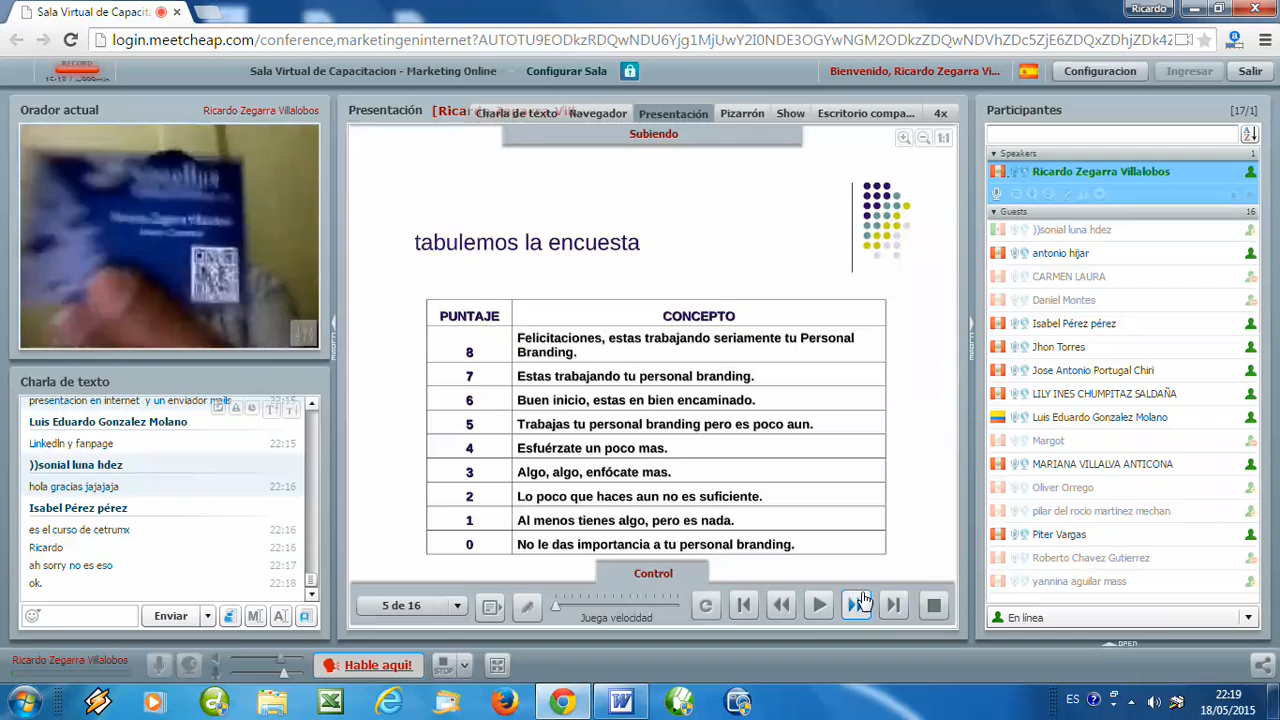 Sala Virtual de Capacita
Ricardo
login.meetcheap.com/conference,marketingeninternet?
RECORD
Sala Virtual de Capacitacion - Marketing Online
Configurar Sala
Bienvenido, Ricardo Zegarra Vi...
Configuracion
Ingresar
Salir
Orador actual
Ricardo Zegarra Villalobos
Presentación
[Rica
Charla de texto
Navegador
Presentación
Pizarrón
Show
Escritorio compa...
4x
Subiendo
1:1
tabulemos la encuesta
PUNTAJE CONCEPTO
8 Felicitaciones, estas trabajando seriamente tu Personal
Branding.
7 Estas trabajando tu personal branding.
6 Buen inicio, estas en bien encaminado.
5 Trabajas tu personal branding pero es poco aun.
4 Esfuérzate un poco mas.
3 Algo, algo, enfócate mas.
2 Lo poco que haces aun no es suficiente.
1 Al menos tienes algo, pero es nada.
0 No le das importancia a tu personal branding.
Control
5 de 16
Juega velocidad
Charla de texto
presentacion en internet y un enviador mails 22:15
Luis Eduardo Gonzalez Molano
LinkedIn y fanpage 22:15
))sonial luna hdez
hola gracias jajajaja 22:16
Isabel Pérez pérez
es el curso de cetrumx 22:16
Ricardo 22:16
ah sorry no es eso 22:17
ok. 22:18
Enviar
Participantes
[17/1]
Speakers 1
Ricardo Zegarra Villalobos
Guests 16
))sonial luna hdez
antonio hijar
CARMEN LAURA
Daniel Montes
Isabel Pérez pérez
Jhon Torres
Jose Antonio Portugal Chiri
LILY INES CHUMPITAZ SALDAÑA
Luis Eduardo Gonzalez Molano
Margot
MARIANA VILLALVA ANTICONA
Oliver Orrego
pilar del rocio martinez mechan
Piter Vargas
Roberto Chavez Gutierrez
yannina aguilar mass
En línea
OPEN
Ricardo Zegarra Villalobos
Hable aqui!
STOP
ES
22:19
18/05/2015